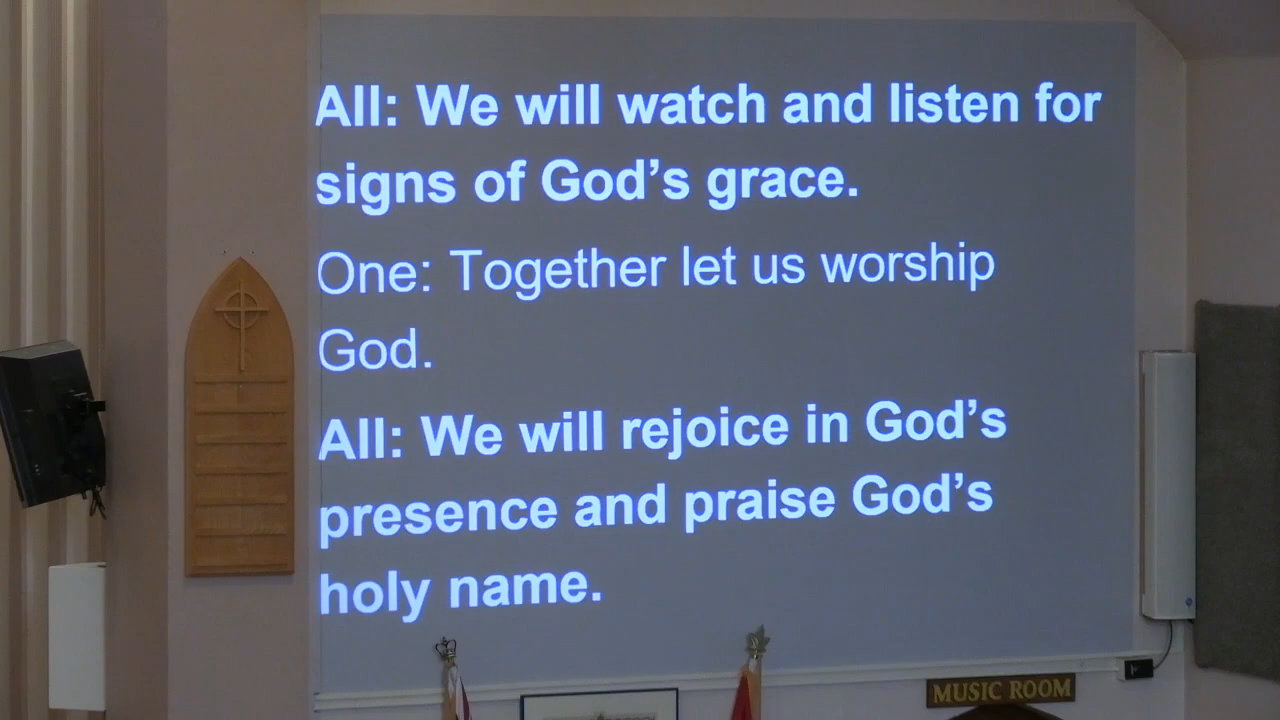 All: We will watch and listen for
signs of God’s grace.
One: Together let us worship
God.
All: We will rejoice in God’s
presence and praise God’s
holy name.
MUSIC ROOM